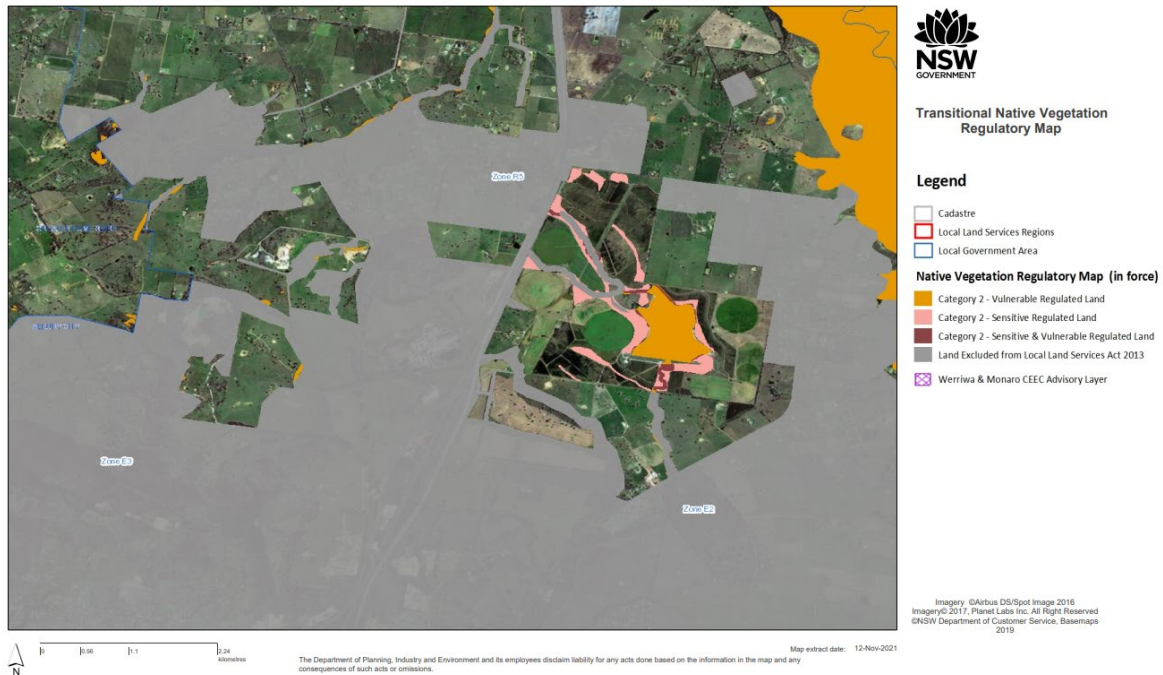 Zone R5
Zone E3
Zone E2
NSW
GOVERNMENT
Transitional Native Vegetation
Regulatory Map
Legend
Cadastre
Local Land Services Regions
Local Government Area
Native Vegetation Regulatory Map (in force)
Category 2 - Vulnerable Regulated Land
Category 2 - Sensitive Regulated Land
Category 2 - Sensitive & Vulnerable Regulated Land
Land Excluded from Local Land Services Act 2013
Werriwa & Monaro CEEC Advisory Layer
Imagery ©Airbus DS/Spot Image 2016
Imagery© 2017, Planet Labs Inc. All Right Reserved
©NSW Department of Customer Service, Basemaps
2019
N
0 0.56 1.1 2.24
kilometres
Map extract date: 12-Nov-2021
The Department of Planning, Industry and Environment and its employees disclaim liability for any acts done based on the information in the map and any
consequences of such acts or omissions.